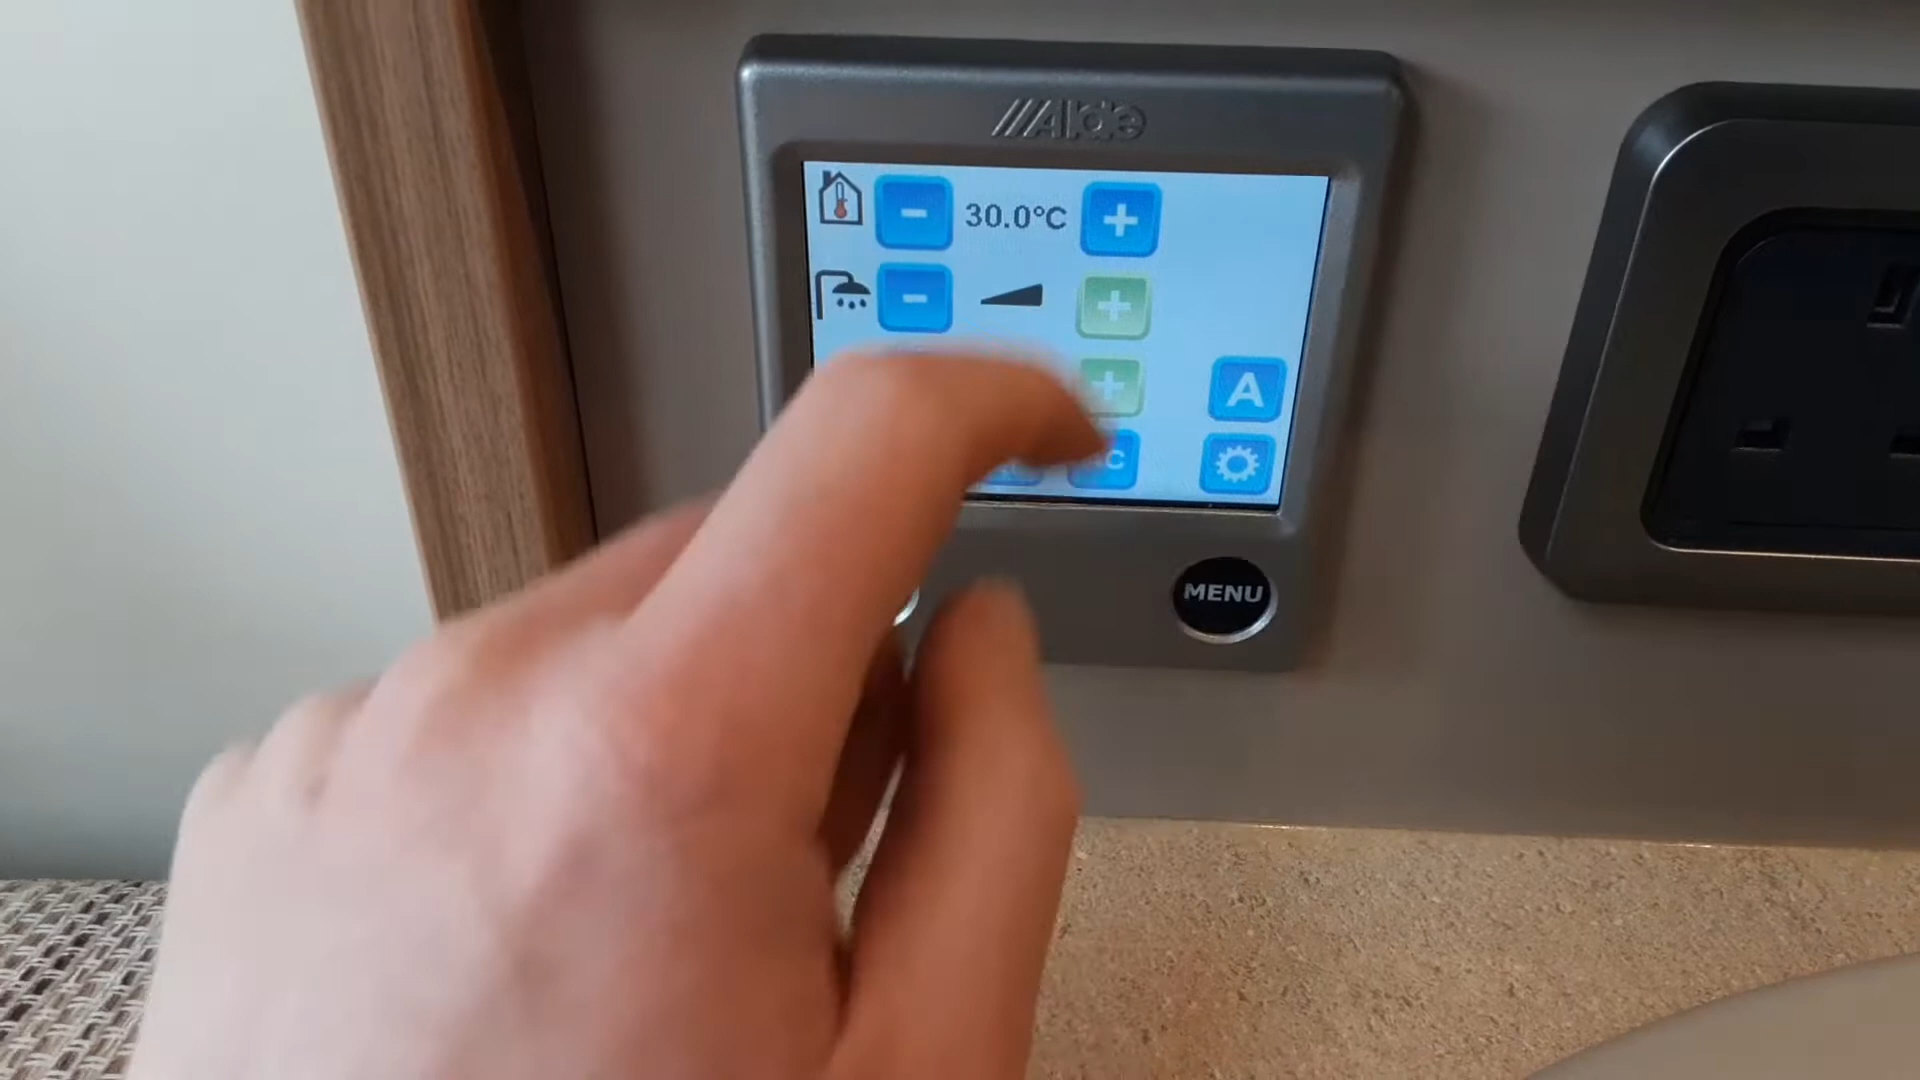 Alde
- 30.0°C +
- +
+ A
C
MENU